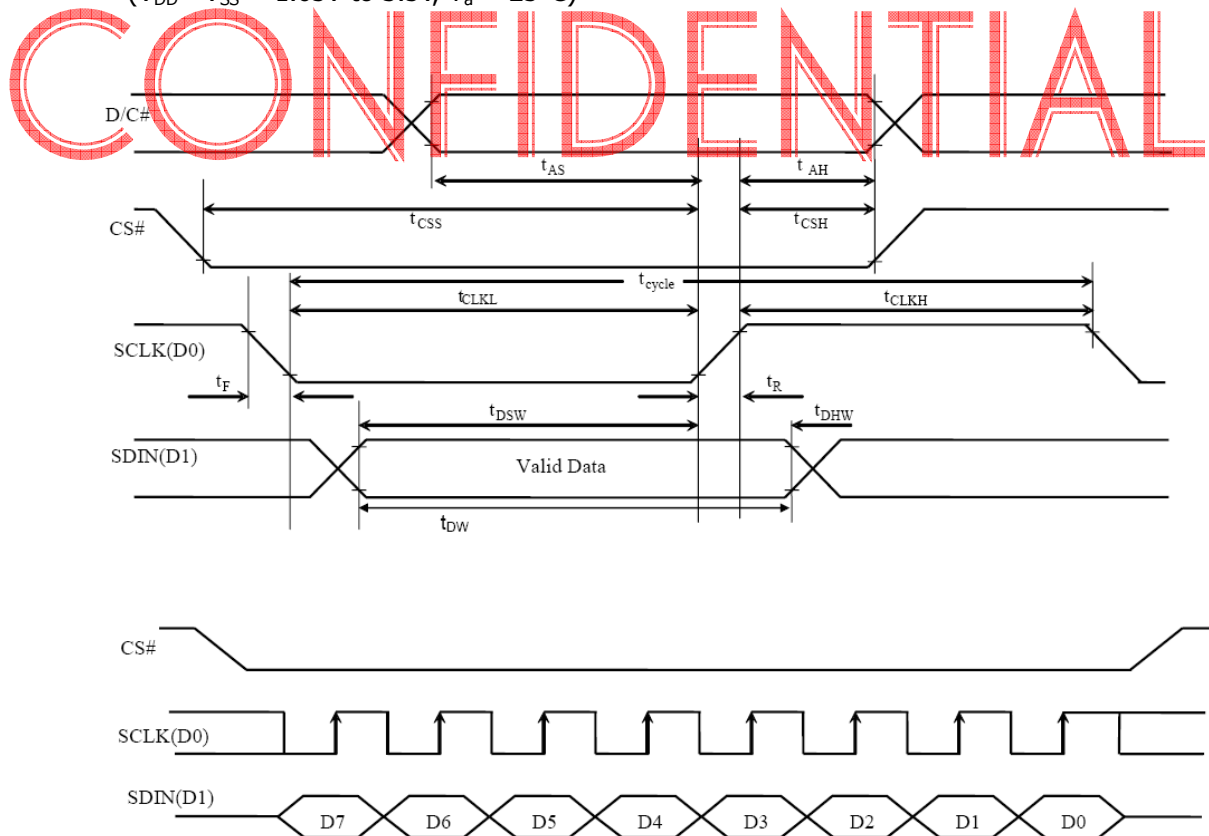 CONFIDENTIAL
D/C#
tAS
tAH
CS#
tCSS
tCSH
tcycle
tCLKL
tCLKH
SCLK(D0)
tF
tR
tDSW
tDHW
SDIN(D1)
Valid Data
tDW
CS#
SCLK(D0)
SDIN(D1)
D7 D6 D5 D4 D3 D2 D1 D0